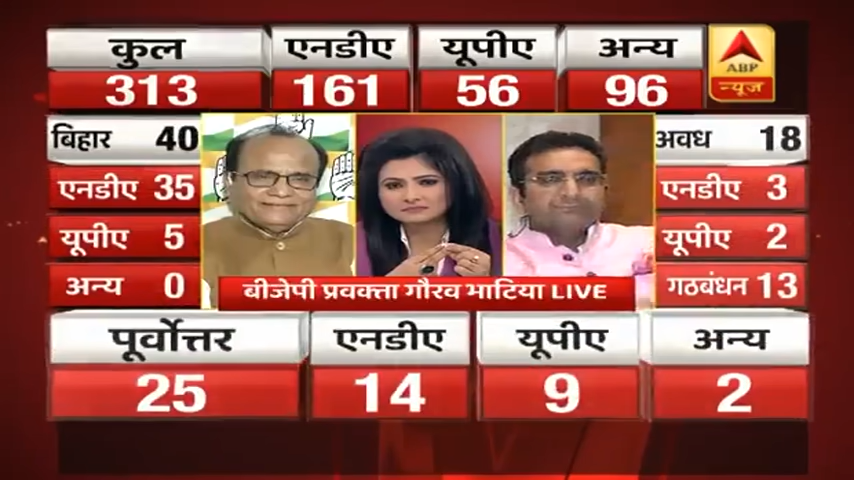 कुल एनडीए यूपीए अन्य
313 161 56 96
ABP
न्यूज़
बिहार 40
एनडीए 35
यूपीए 5
अन्य 0
अवध 18
एनडीए 3
यूपीए 2
गठबंधन 13
बीजेपी प्रवक्ता गौरव भाटिया LIVE
पूर्वोत्तर एनडीए यूपीए अन्य
25 14 9 2